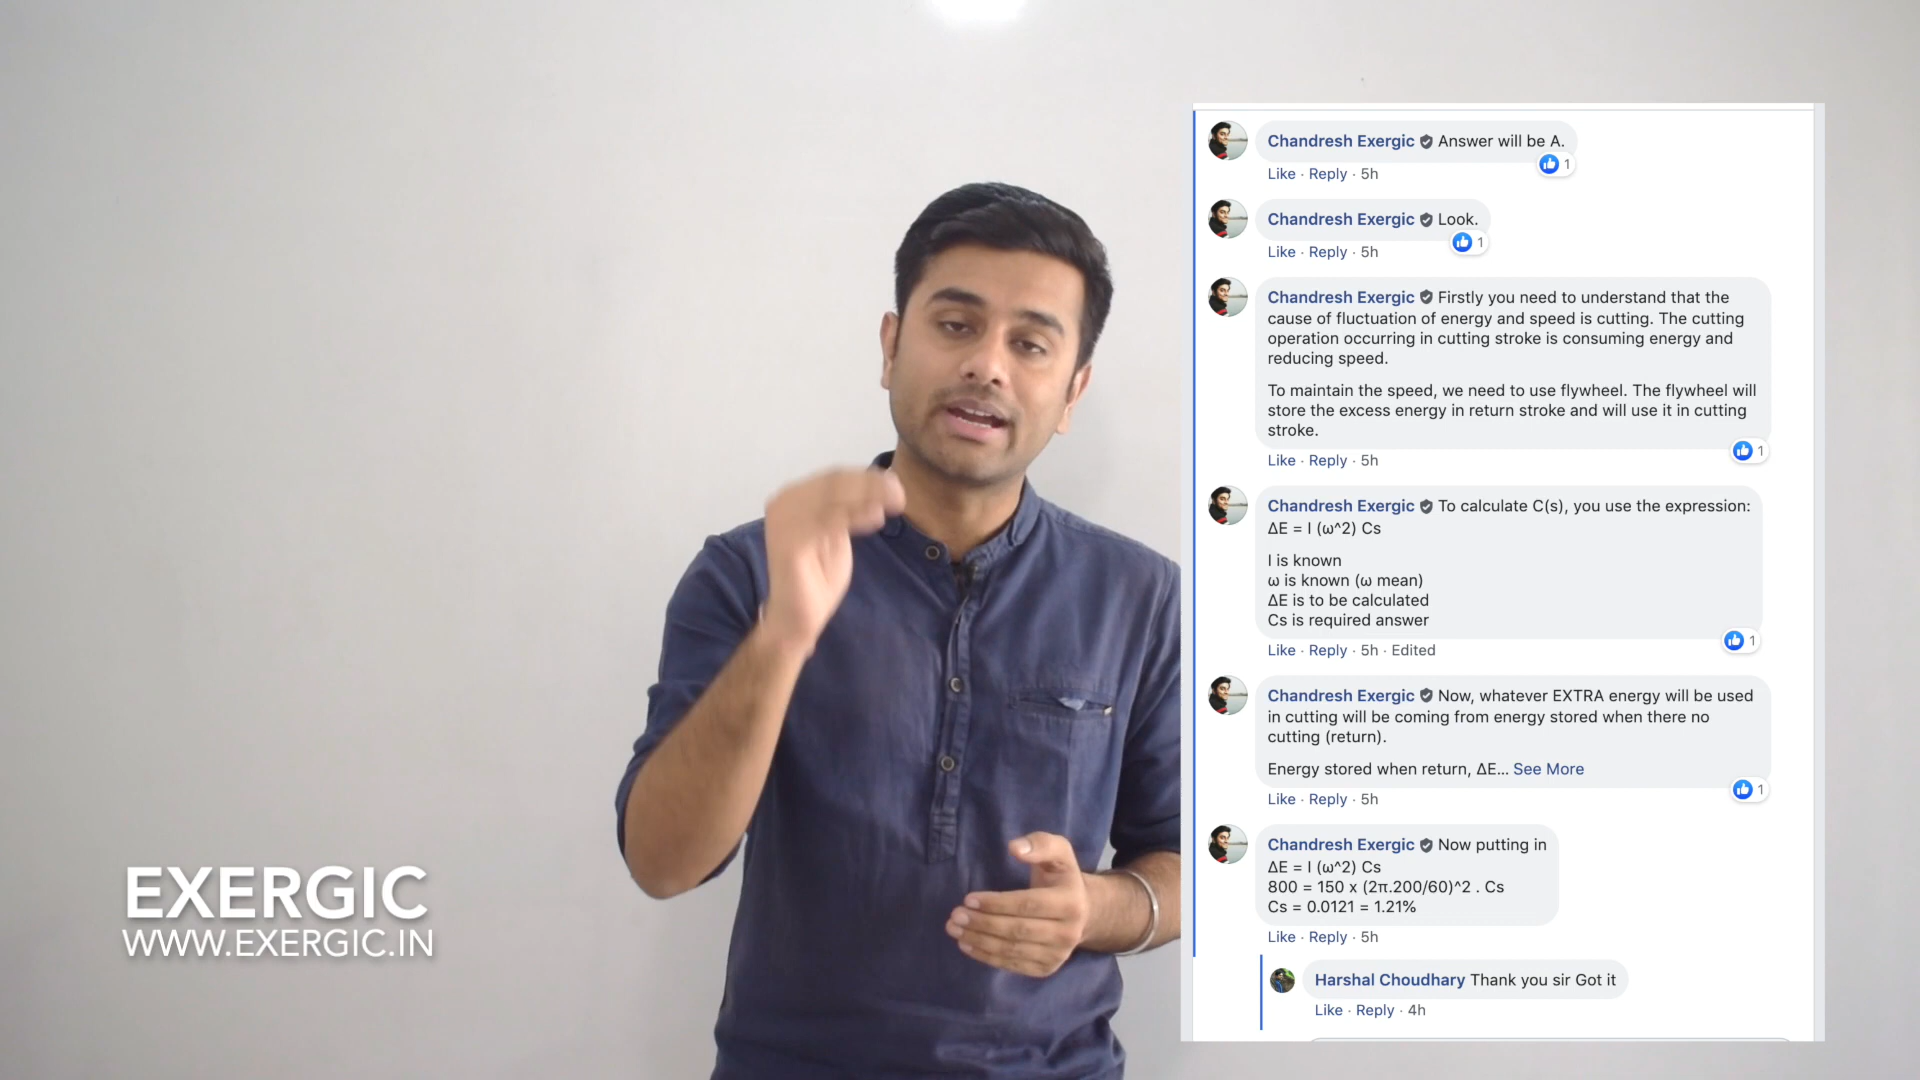 Chandresh Exergic Answer will be A.
1
Like · Reply · 5h
Chandresh Exergic Look.
1
Like · Reply · 5h
Chandresh Exergic Firstly you need to understand that the
cause of fluctuation of energy and speed is cutting. The cutting
operation occurring in cutting stroke is consuming energy and
reducing speed.
To maintain the speed, we need to use flywheel. The flywheel will
store the excess energy in return stroke and will use it in cutting
stroke.
1
Like · Reply · 5h
Chandresh Exergic To calculate C(s), you use the expression:
ΔE = I (ω^2) Cs
I is known
ω is known (ω mean)
ΔE is to be calculated
Cs is required answer
1
Like · Reply · 5h · Edited
Chandresh Exergic Now, whatever EXTRA energy will be used
in cutting will be coming from energy stored when there no
cutting (return).
Energy stored when return, ΔE... See More
1
Like · Reply · 5h
Chandresh Exergic Now putting in
ΔE = I (ω^2) Cs
800 = 150 x (2π.200/60)^2 . Cs
Cs = 0.0121 = 1.21%
Like · Reply · 5h
Harshal Choudhary Thank you sir Got it
Like · Reply · 4h
EXERGIC
WWW.EXERGIC.IN